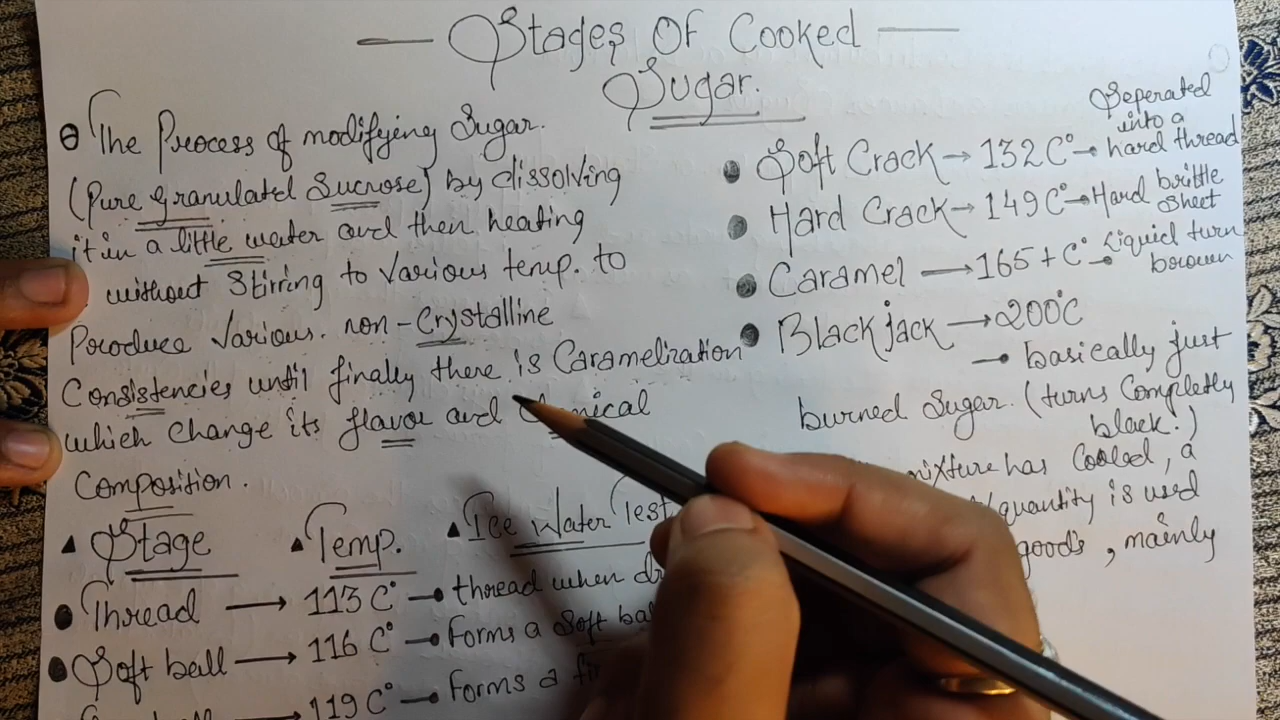 Stages Of Cooked
Sugar.
The Process of modifying Sugar.
(Pure granulated Sucrose) by dissolving
it in a little water and then heating
without Stirring to Various temp. to
Produce Various. non-Crystalline
Consistencies until finally there is Caramelization
which change its flavor and
Composition.
Stage Temp. Ice Water Test
Thread → 113 C° → thread when
Soft ball → 116 C° → Forms a Soft
119 C° → Forms a
Seperated
into a
Soft Crack → 132 C° → hard thread
Hard Crack → 149 C° → Hard brittle
Sheet
Caramel → 165 + C° → Liquid turn
brown
Black jack → 200°C
→ basically just
burned Sugar. (turns Completly
black.)
mixture has Cooled, a
quantity is used
goods, mainly